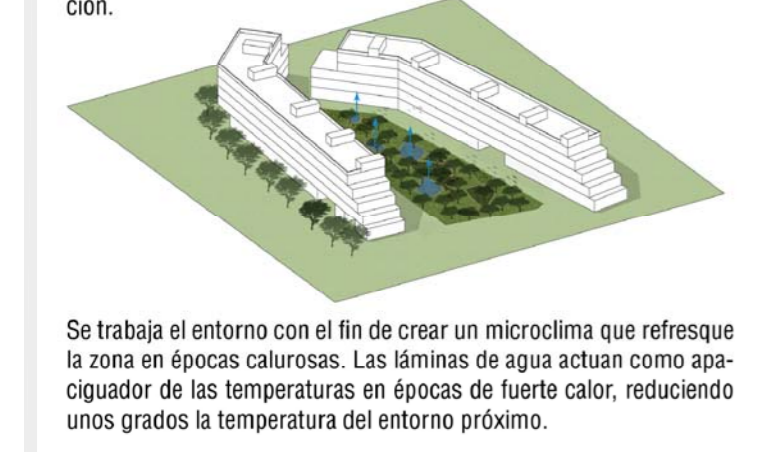 ción.
Se trabaja el entorno con el fin de crear un microclima que refresque
la zona en épocas calurosas. Las láminas de agua actuan como apa-
ciguador de las temperaturas en épocas de fuerte calor, reduciendo
unos grados la temperatura del entorno próximo.